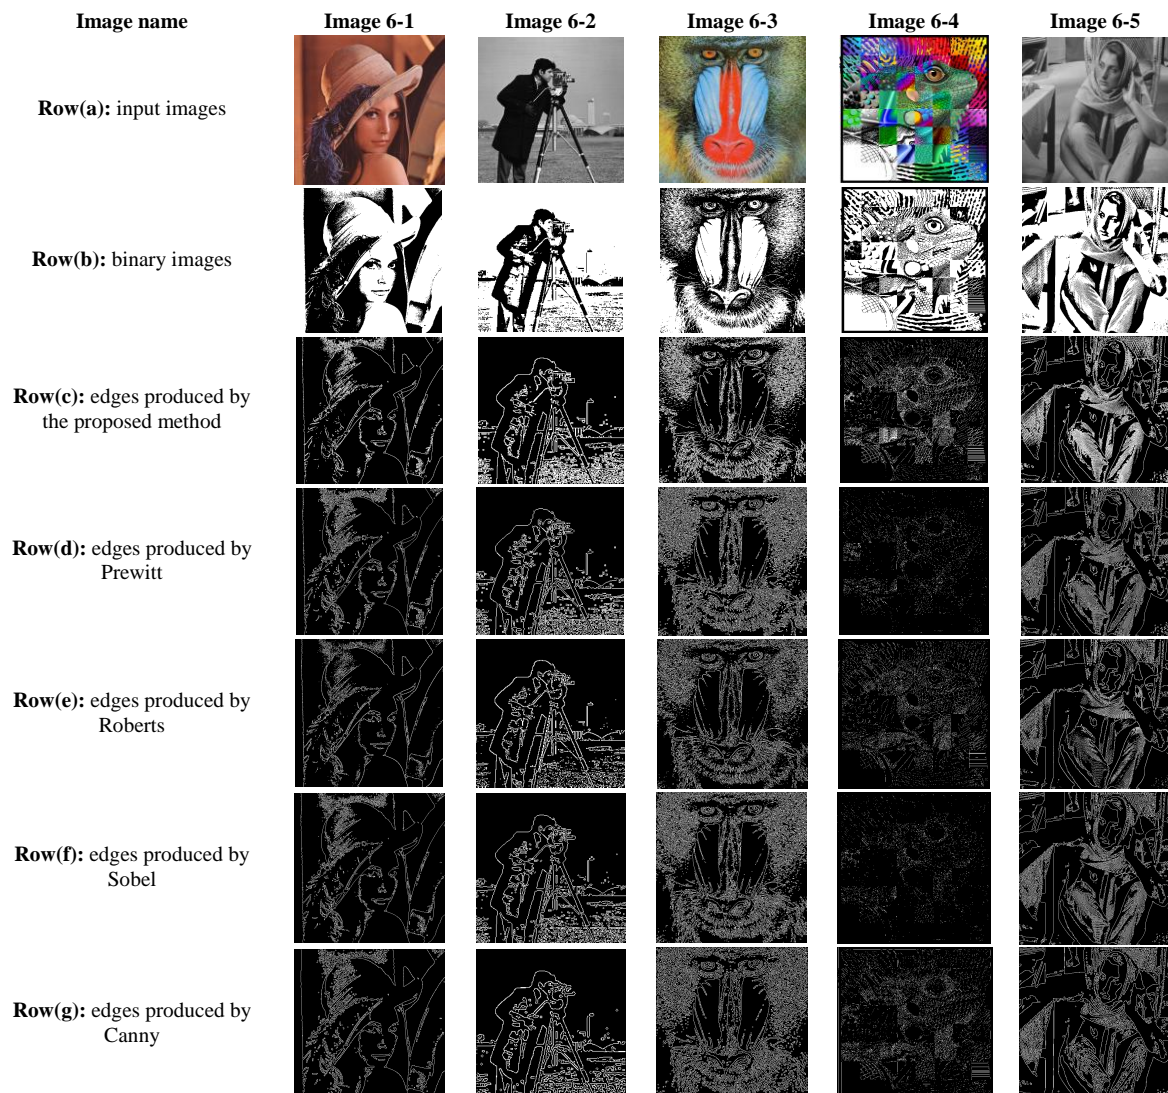 Image name Image 6-1 Image 6-2 Image 6-3 Image 6-4 Image 6-5
Row(a): input images
Row(b): binary images
Row(c): edges produced by
the proposed method
Row(d): edges produced by
Prewitt
Row(e): edges produced by
Roberts
Row(f): edges produced by
Sobel
Row(g): edges produced by
Canny